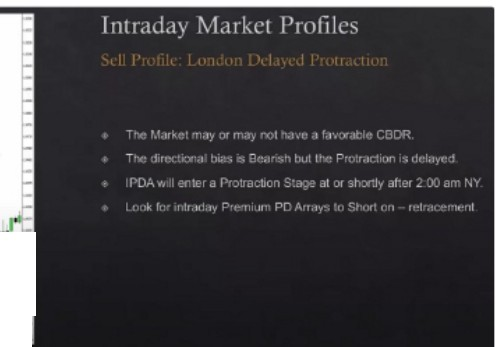 Intraday Market Profiles
Sell Profile: London Delayed Protraction
The Market may or may not have a favorable CBDR.
The directional bias is Bearish but the Protraction is delayed.
IPDA will enter a Protraction Stage at or shortly after 2:00 am NY.
Look for intraday Premium PD Arrays to Short on – retracement.